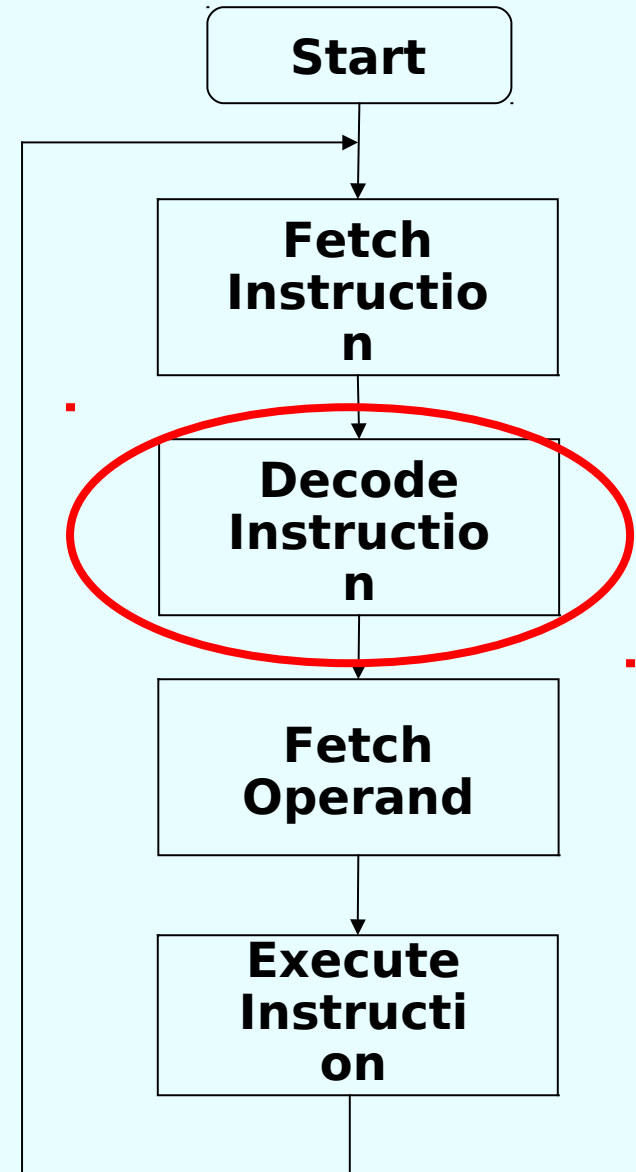 Start
Fetch
Instructio
n
Decode
Instructio
n
Fetch
Operand
Execute
Instructi
on